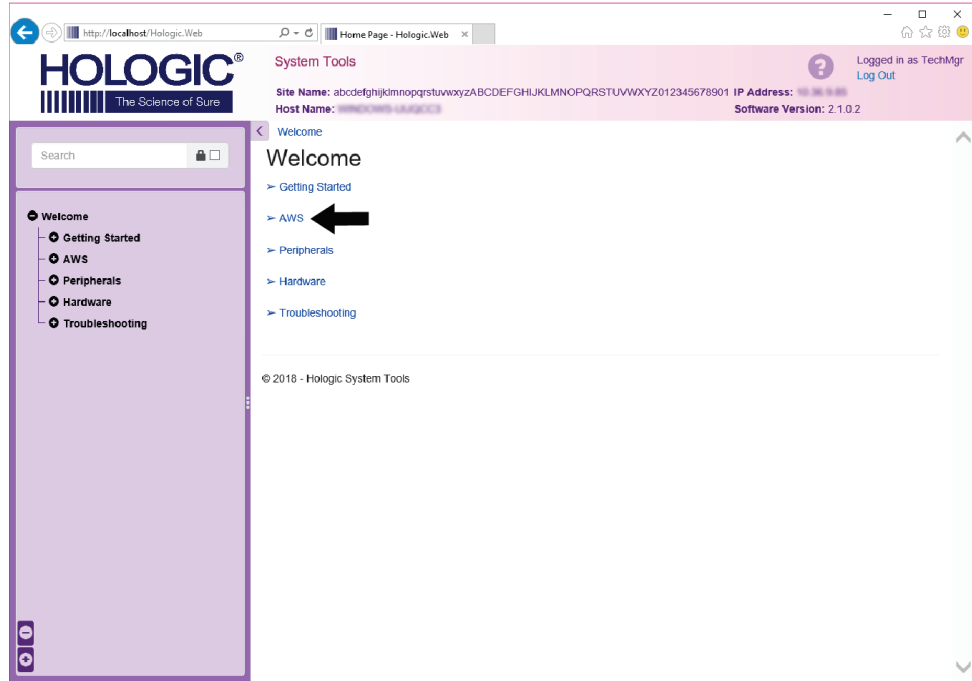 http://localhost/Hologic.Web
Home Page - Hologic.Web
HOLOGIC®
The Science of Sure
System Tools
Logged in as TechMgr
Log Out
Site Name: abcdefghijklmnopqrstuvwxyzABCDEFGHIJKLMNOPQRSTUVWXYZ012345678901 IP Address:
Host Name:
Software Version: 2.1.0.2
Search
Welcome
Getting Started
AWS
Peripherals
Hardware
Troubleshooting
Welcome
Welcome
➢ Getting Started
➢ AWS
➢ Peripherals
➢ Hardware
➢ Troubleshooting
© 2018 - Hologic System Tools